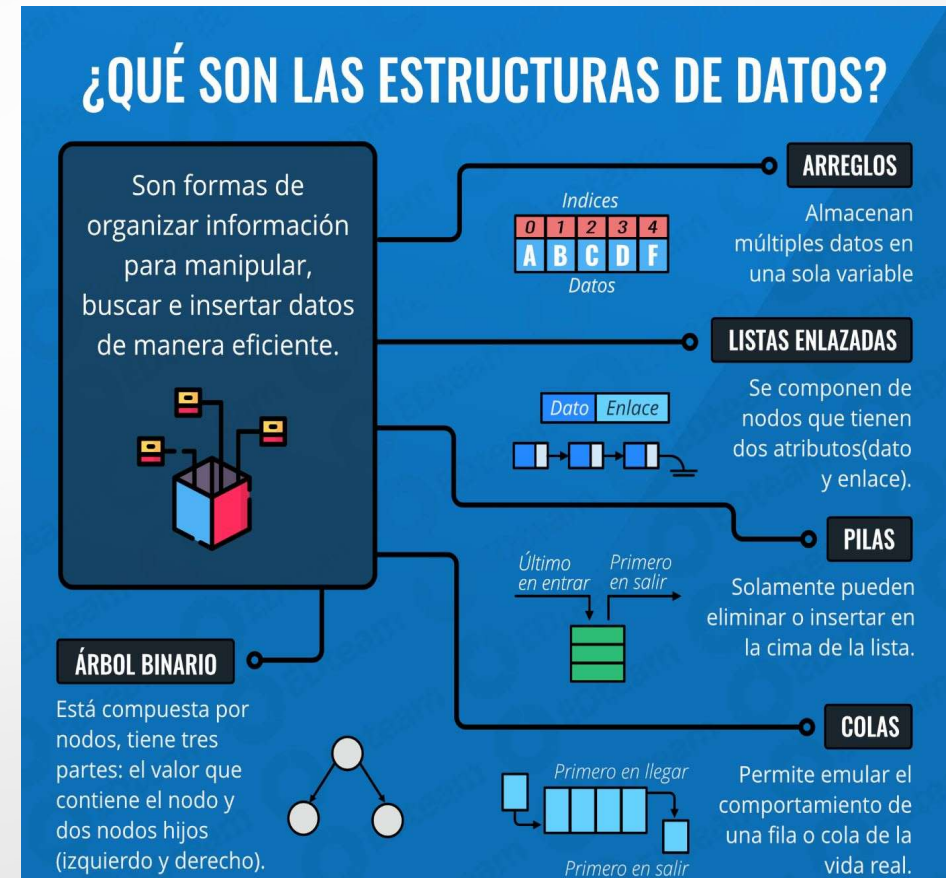 ¿QUÉ SON LAS ESTRUCTURAS DE DATOS?
Son formas de
organizar información
para manipular,
buscar e insertar datos
de manera eficiente.
ARREGLOS
Almacenan
múltiples datos en
una sola variable
Indices
0 1 2 3 4
A B C D F
Datos
LISTAS ENLAZADAS
Se componen de
nodos que tienen
dos atributos(dato
y enlace).
Dato Enlace
PILAS
Solamente pueden
eliminar o insertar en
la cima de la lista.
Último
en entrar
Primero
en salir
ÁRBOL BINARIO
Está compuesta por
nodos, tiene tres
partes: el valor que
contiene el nodo y
dos nodos hijos
(izquierdo y derecho).
COLAS
Permite emular el
comportamiento de
una fila o cola de la
vida real.
Primero en llegar
Primero en salir